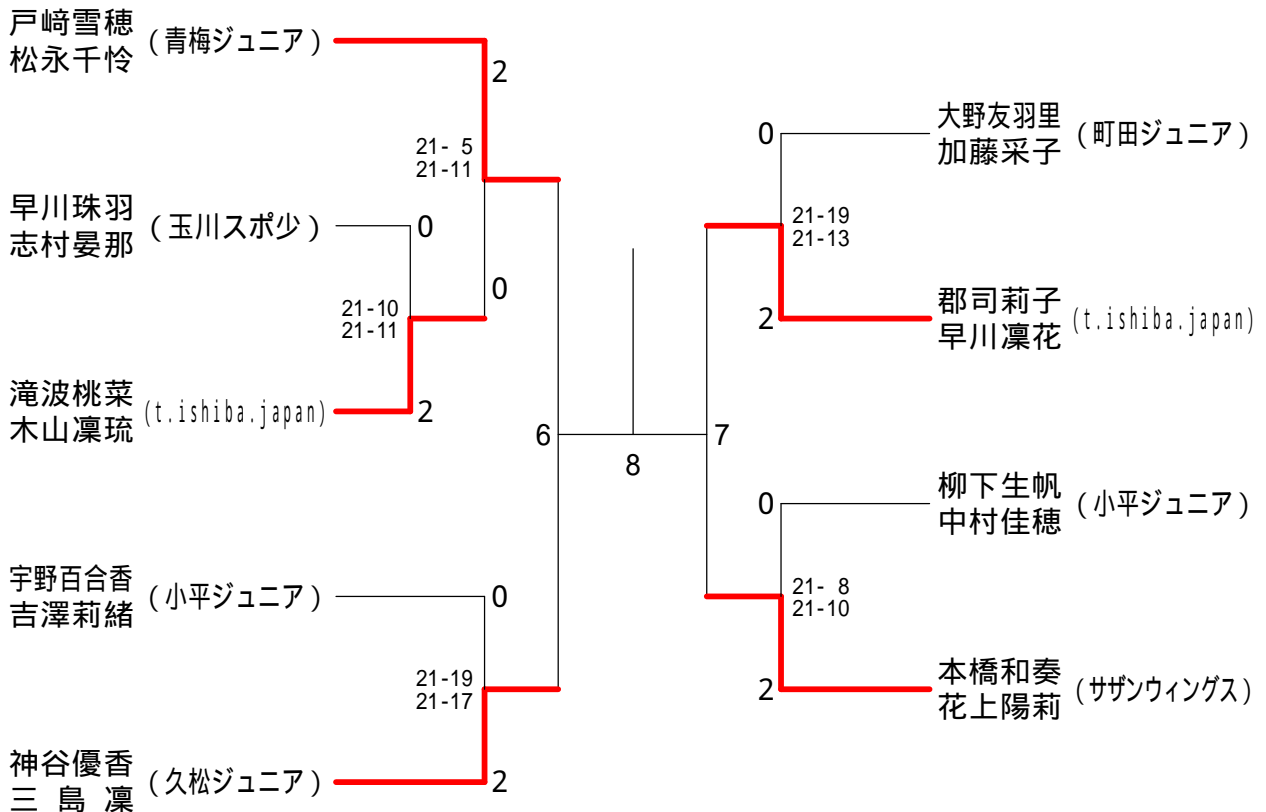 戸﨑雪穂
松永千怜
(青梅ジュニア)
2
21- 5
21-11
早川珠羽
志村晏那
(玉川スポ少)
0
0
21-10
21-11
滝波桃菜
木山凜琉
(t.ishiba.japan)
2
6
宇野百合香
吉澤莉緒
(小平ジュニア)
0
21-19
21-17
神谷優香
三島凜
(久松ジュニア)
2
8
0
大野友羽里
加藤采子
(町田ジュニア)
21-19
21-13
2
郡司莉子
早川凜花
(t.ishiba.japan)
7
0
柳下生帆
中村佳穂
(小平ジュニア)
21- 8
21-10
2
本橋和奏
花上陽莉
(サザンウィングス)